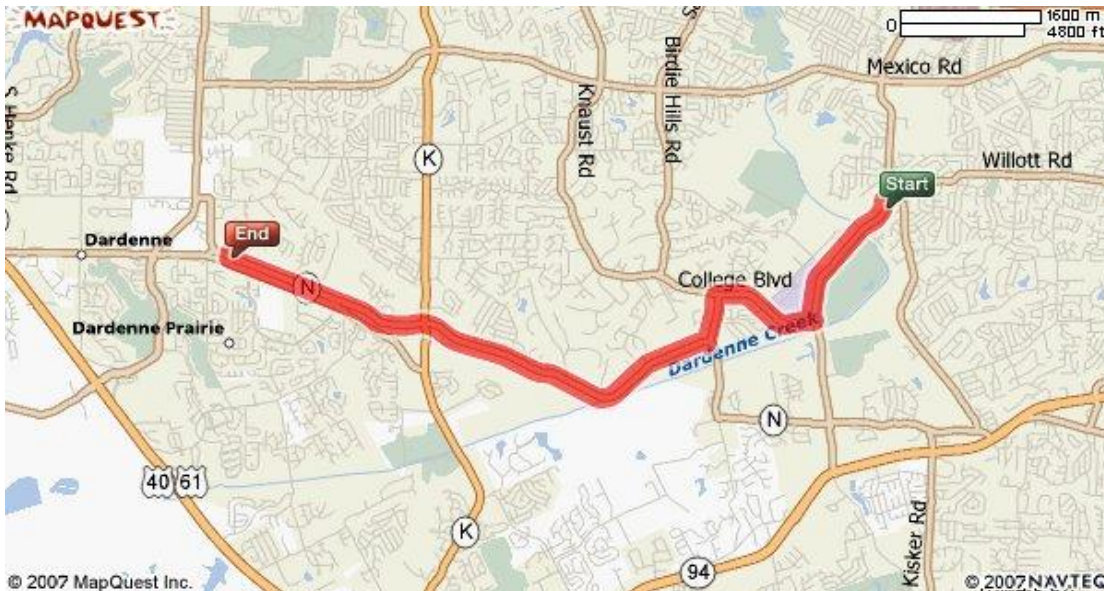 MAPQUEST
1600 m
0
4800 ft
Mexico Rd
Birdie Hills Rd
Knaust Rd
K
Willott Rd
Start
End
Dardenne
N
College Blvd
Dardenne Prairie
Dardenne Creek
N
40 61
K
94
Kisker Rd
© 2007 MapQuest Inc.
© 2007 NAVTEQ